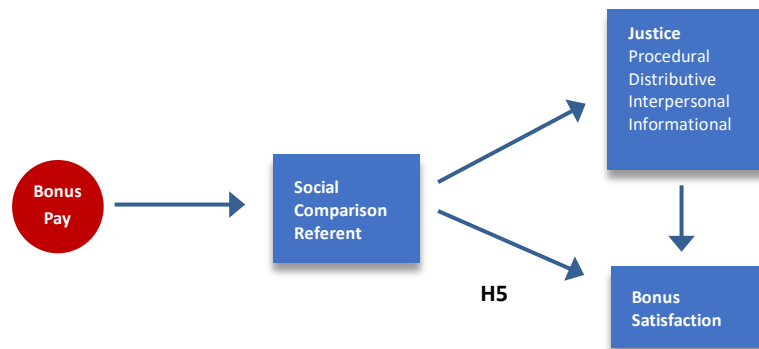 Bonus
Pay
Social
Comparison
Referent
Justice
Procedural
Distributive
Interpersonal
Informational
H5
Bonus
Satisfaction